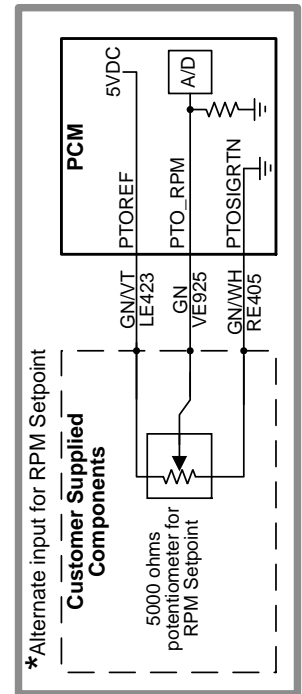 *Alternate input for RPM Setpoint
PCM
5VDC
A/D
PTOREF
PTO_RPM
PTOSIGRTN
GN/VT
LE423
GN
VE925
GN/WH
RE405
Customer Supplied
Components
5000 ohms
potentiometer for
RPM Setpoint